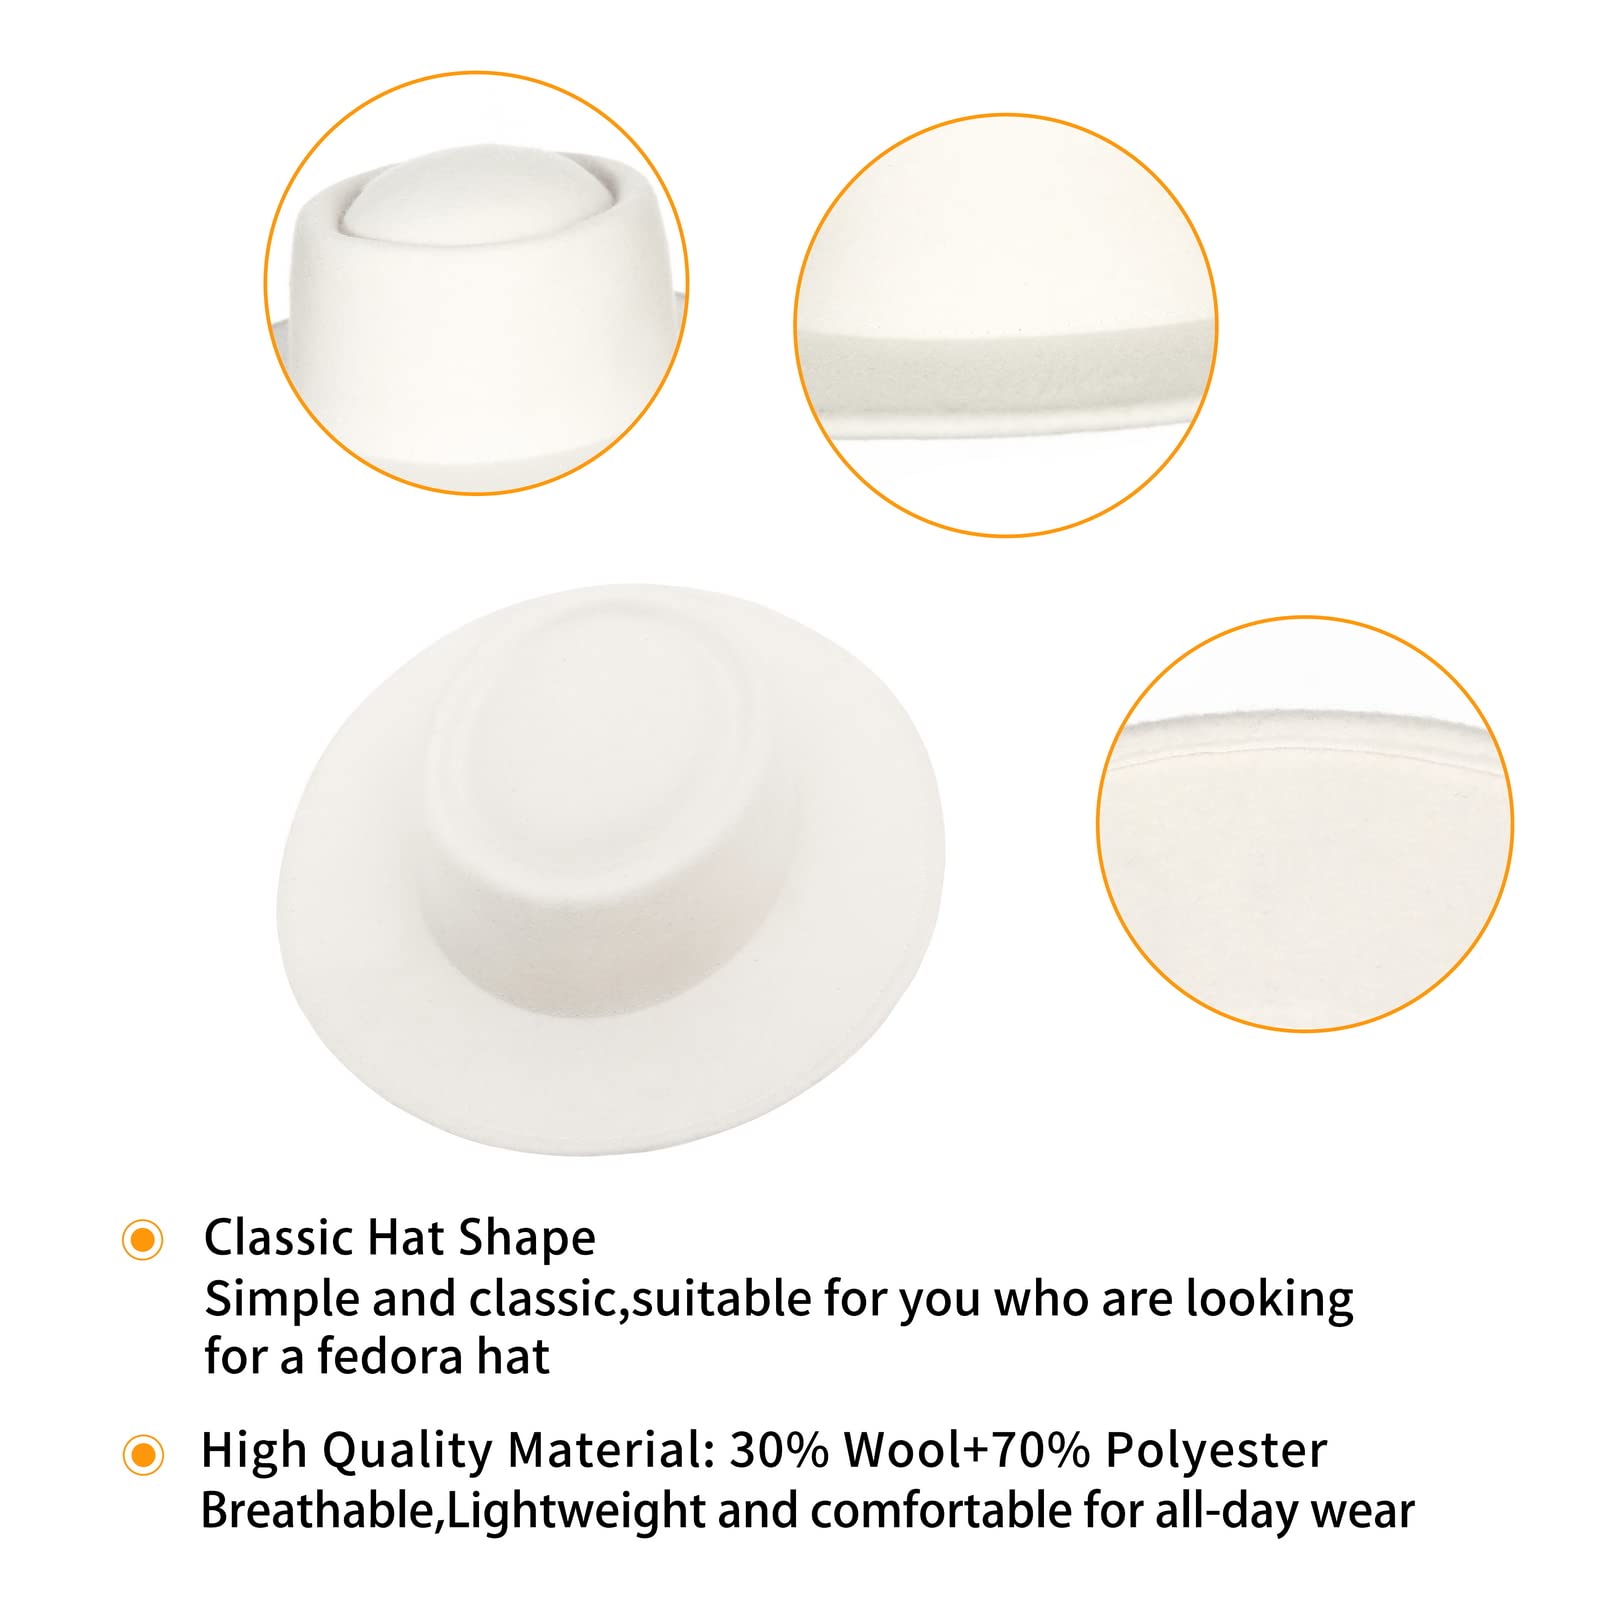 Classic Hat Shape
Simple and classic,suitable for you who are looking
for a fedora hat
High Quality Material: 30% Wool+70% Polyester
Breathable,Lightweight and comfortable for all-day wear